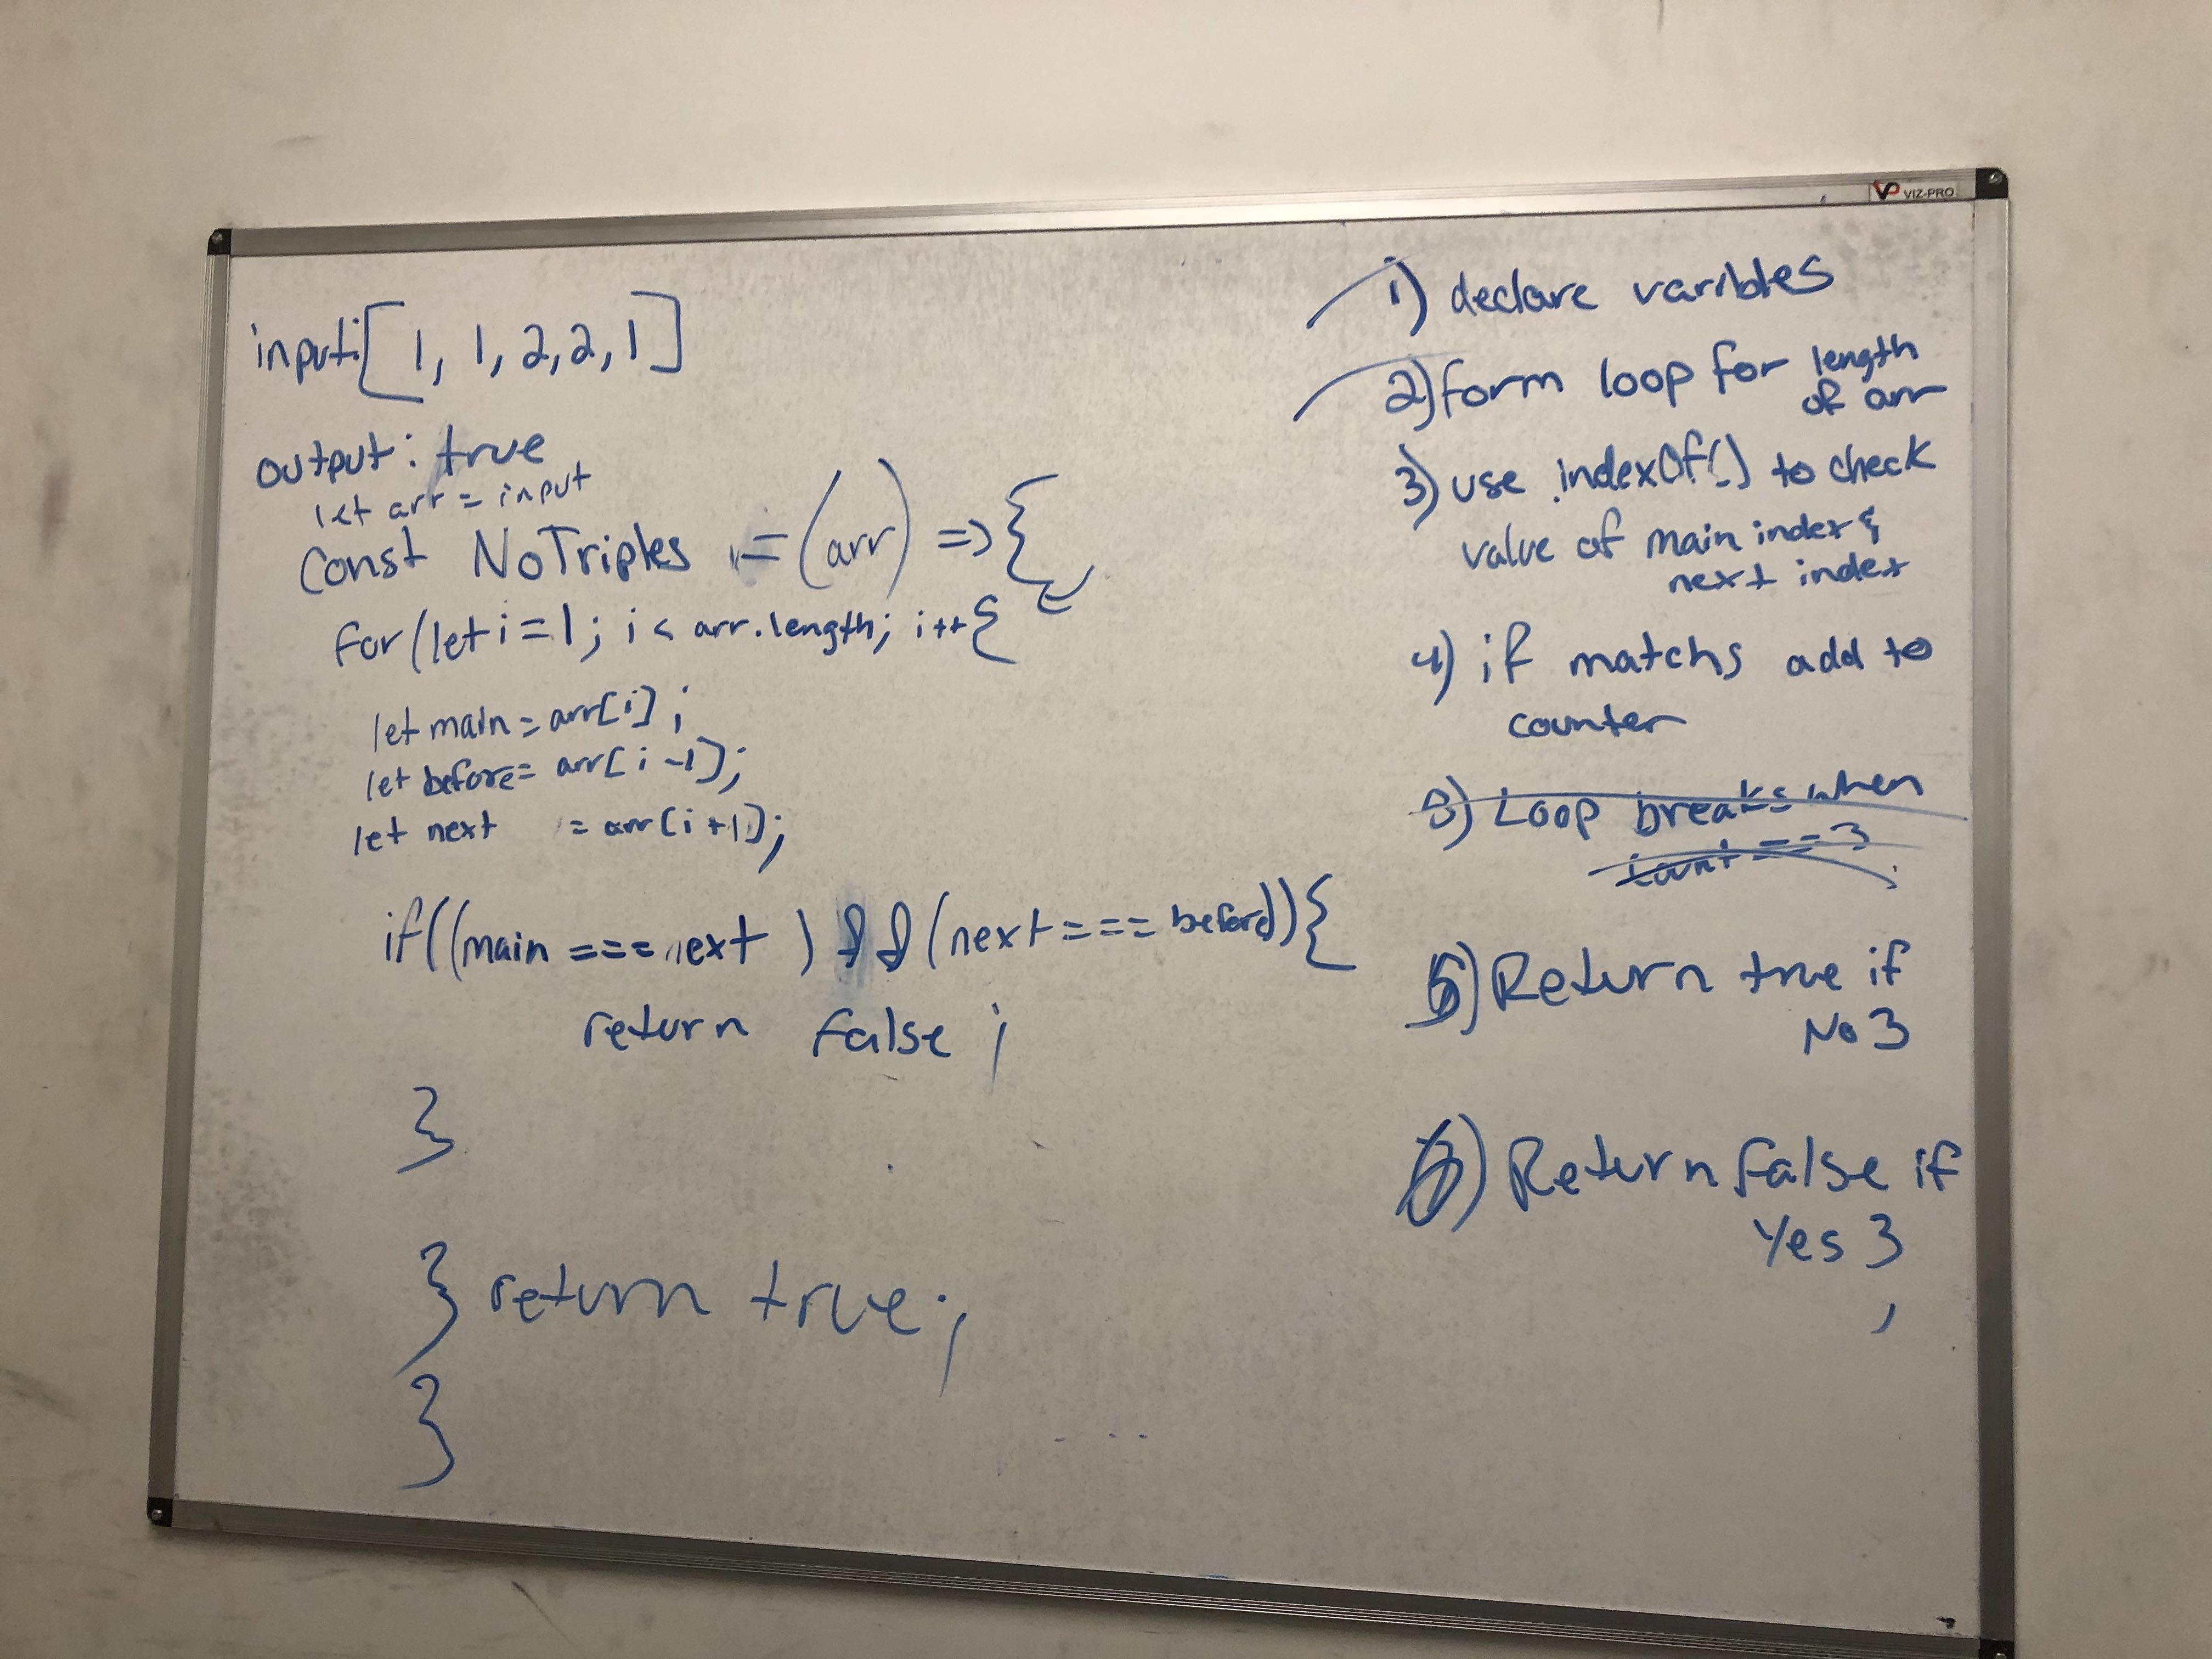 VIZ-PRO
input: [1, 1, 2, 2, 1]
output: true
let arr = input
Const NoTriples = (arr) => {
for (let i = 1; i < arr.length; i++ {
let main = arr[i];
let before = arr[i -1];
let next = arr[i +1];
if((main === next ) && (next === before)) {
return false ;
}
} return true;
}
1) declare varibles
2) form loop for length
of arr
3) use .indexOf() to check
value of main index &
next index
4) if matchs add to
counter
5) Loop breaks when
count === 3
5) Return true if
No 3
6) Return false if
Yes 3